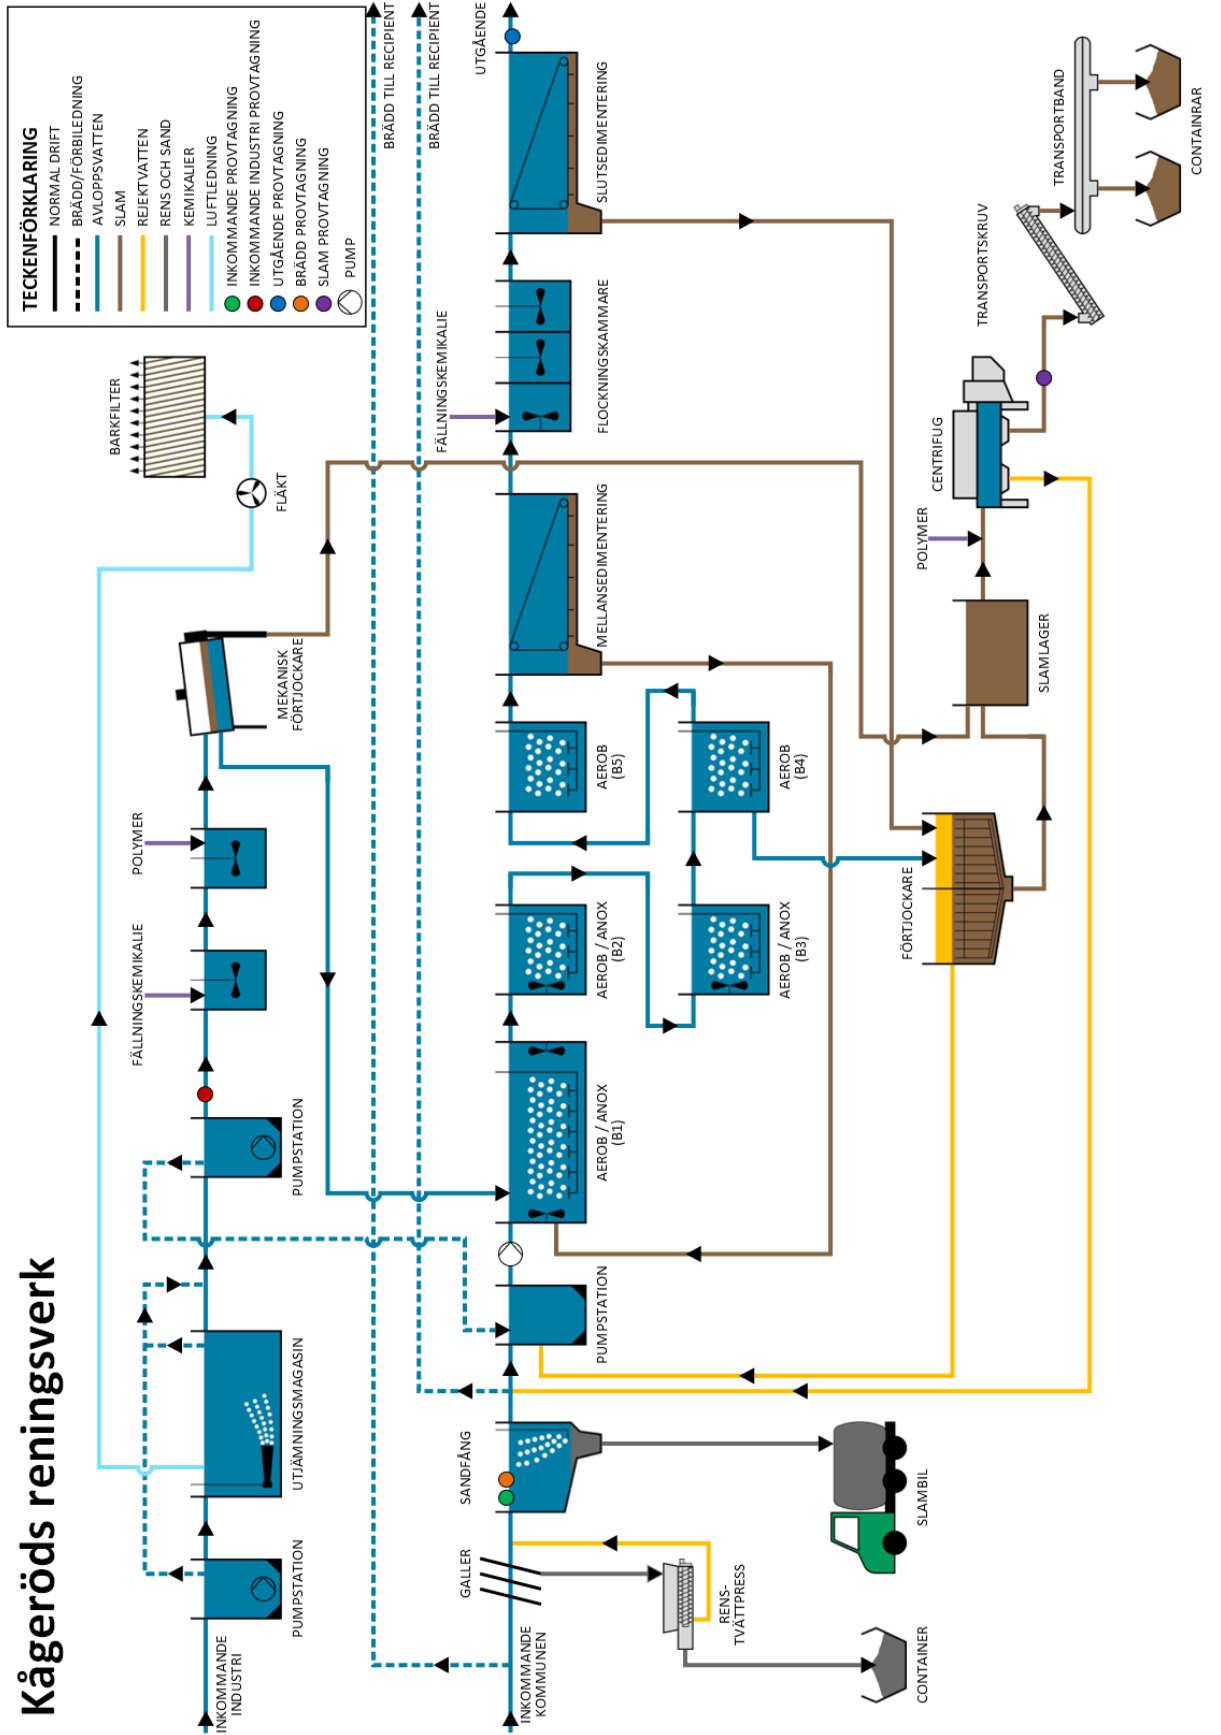 Kågeröds reningsverk
TECKENFÖRKLARING
NORMAL DRIFT
BRÄDD/FÖRBILEDNING
AVLOPPSVATTEN
SLAM
REJEKTVATTEN
RENS OCH SAND
KEMIKALIER
LUFTLEDNING
INKOMMANDE PROVTAGNING
INKOMMANDE INDUSTRI PROVTAGNING
UTGÅENDE PROVTAGNING
BRÄDD PROVTAGNING
SLAM PROVTAGNING
PUMP
BARKFILTER
FLÄKT
FÄLLNINGSKEMIKALIE
POLYMER
INKOMMANDE
INDUSTRI
PUMPSTATION
UTJÄMNINGSMAGASIN
PUMPSTATION
MEKANISK
FÖRTJOCKARE
BRÄDD TILL RECIPIENT
BRÄDD TILL RECIPIENT
UTGÅENDE
FÄLLNINGSKEMIKALIE
INKOMMANDE
KOMMUNEN
GALLER
SANDFÅNG
PUMPSTATION
AEROB / ANOX
(B1)
AEROB / ANOX
(B2)
AEROB
(B5)
MELLANSEDIMENTERING
FLOCKNINGSKAMMARE
SLUTSEDIMENTERING
RENS-
TVÄTTPRESS
AEROB / ANOX
(B3)
AEROB
(B4)
CONTAINER
SLAMBIL
FÖRTJOCKARE
SLAMLAGER
POLYMER
CENTRIFUG
TRANSPORTSKRUV
TRANSPORTBAND
CONTAINRAR